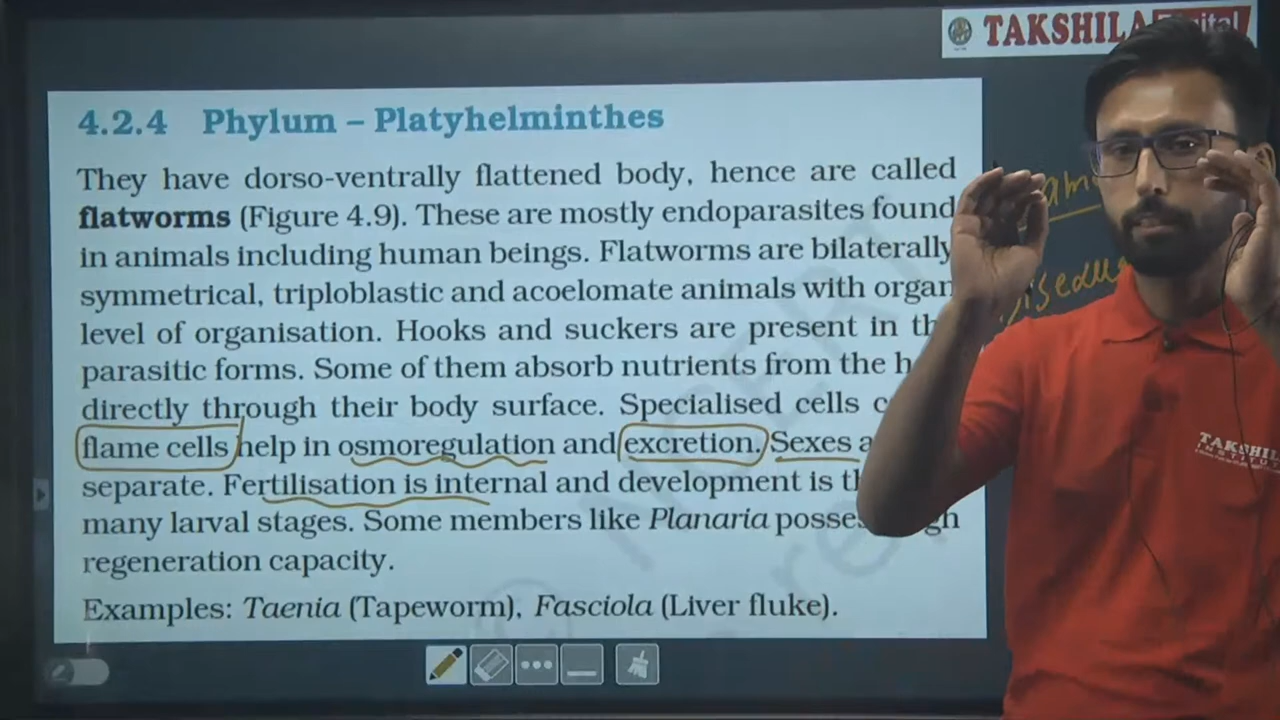 TAKSHILA
4.2.4 Phylum – Platyhelminthes
They have dorso-ventrally flattened body, hence are called
flatworms (Figure 4.9). These are mostly endoparasites found
in animals including human beings. Flatworms are bilaterally
symmetrical, triploblastic and acoelomate animals with organ
level of organisation. Hooks and suckers are present in th
parasitic forms. Some of them absorb nutrients from the h
directly through their body surface. Specialised cells c
flame cells help in osmoregulation and excretion. Sexes a
separate. Fertilisation is internal and development is th
many larval stages. Some members like Planaria posses gh
regeneration capacity.
Examples: Taenia (Tapeworm), Fasciola (Liver fluke).
© NCERT
TAKSHIL
INSTITUT